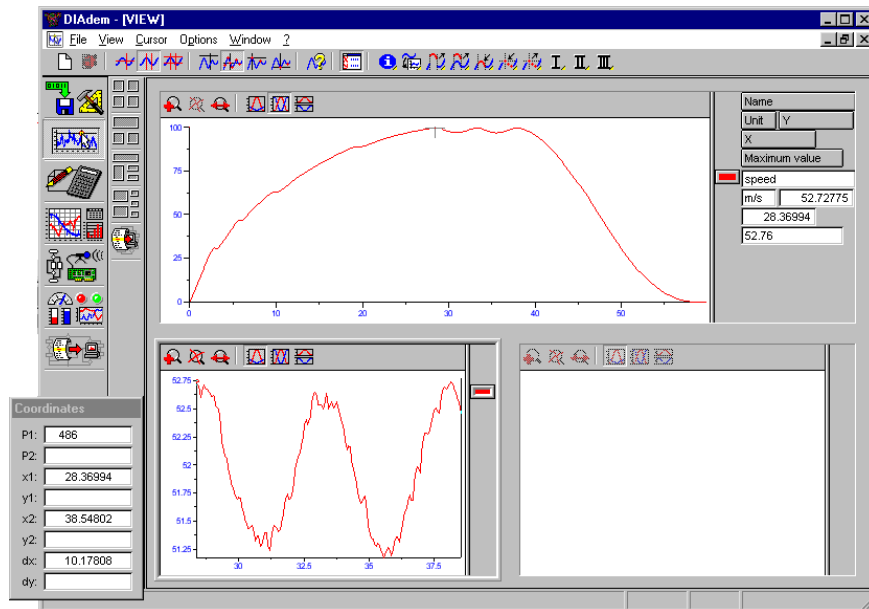 DIAdem - [VIEW]
File View Cursor Options Window ?
Name
Unit Y
X
Maximum value
speed
m/s 52.72775
28.36994
52.76
100
75
50
25
0
0 10 20 30 40 50
52.75
52.5
52.25
52
51.75
51.5
51.25
30 32.5 35 37.5
Coordinates
P1: 486
P2:
x1: 28.36994
y1:
x2: 38.54802
y2:
dx: 10.17808
dy: